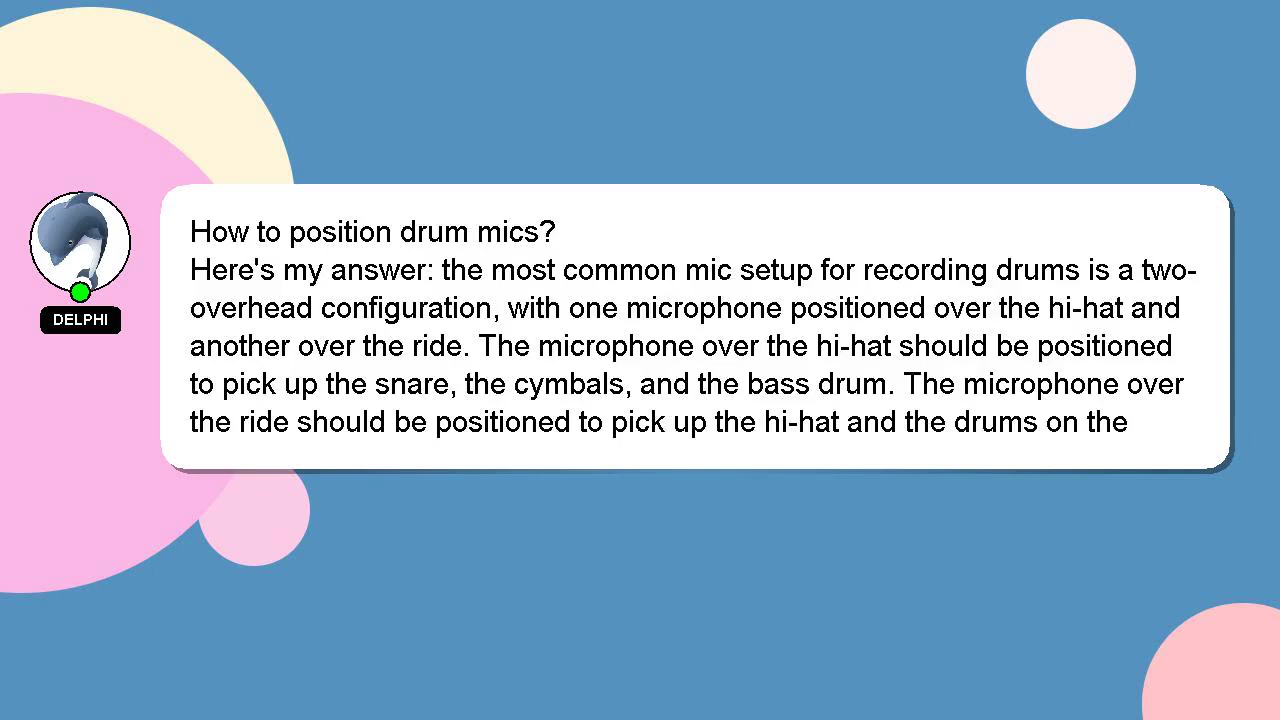 How to position drum mics?
Here's my answer: the most common mic setup for recording drums is a two-
overhead configuration, with one microphone positioned over the hi-hat and
another over the ride. The microphone over the hi-hat should be positioned
to pick up the snare, the cymbals, and the bass drum. The microphone over
the ride should be positioned to pick up the hi-hat and the drums on the
DELPHI